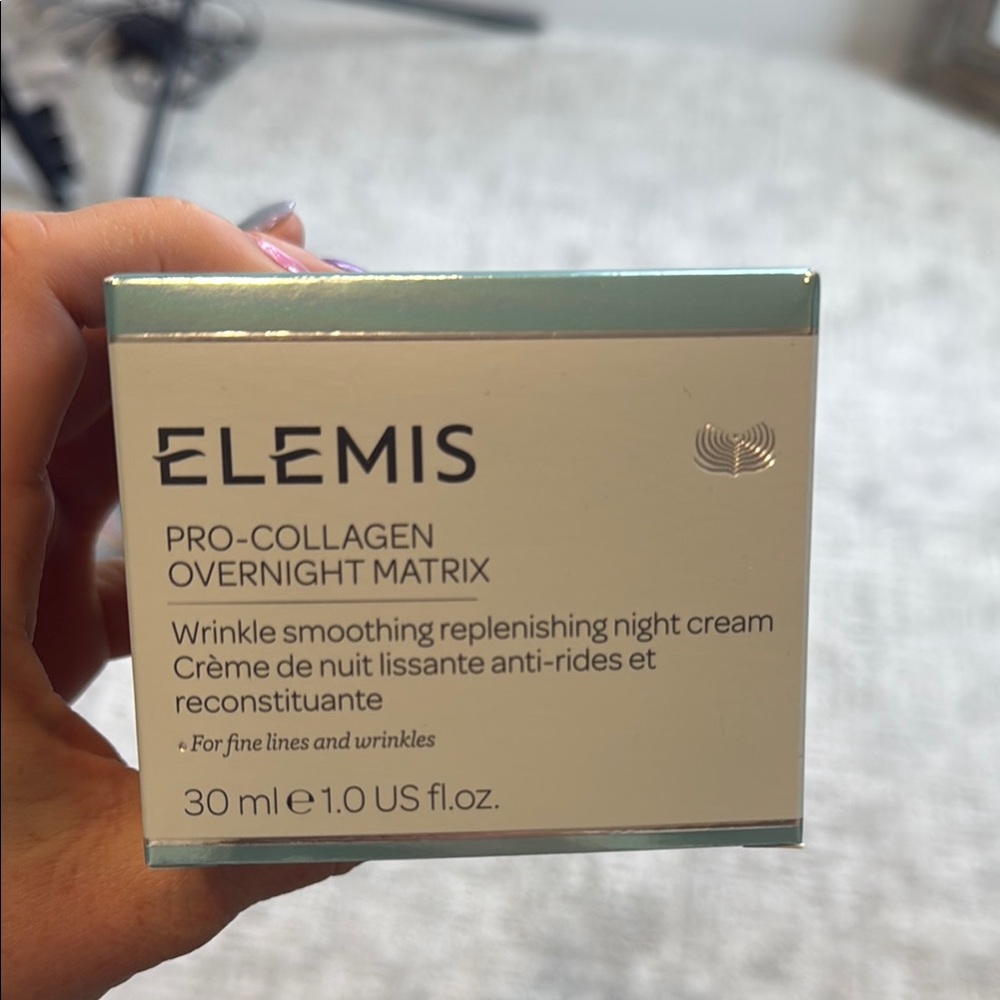 ELEMIS
PRO-COLLAGEN
OVERNIGHT MATRIX
Wrinkle smoothing replenishing night cream
Crème de nuit lissante anti-rides et
reconstituante
For fine lines and wrinkles
30 ml ℮ 1.0 US fl.oz.